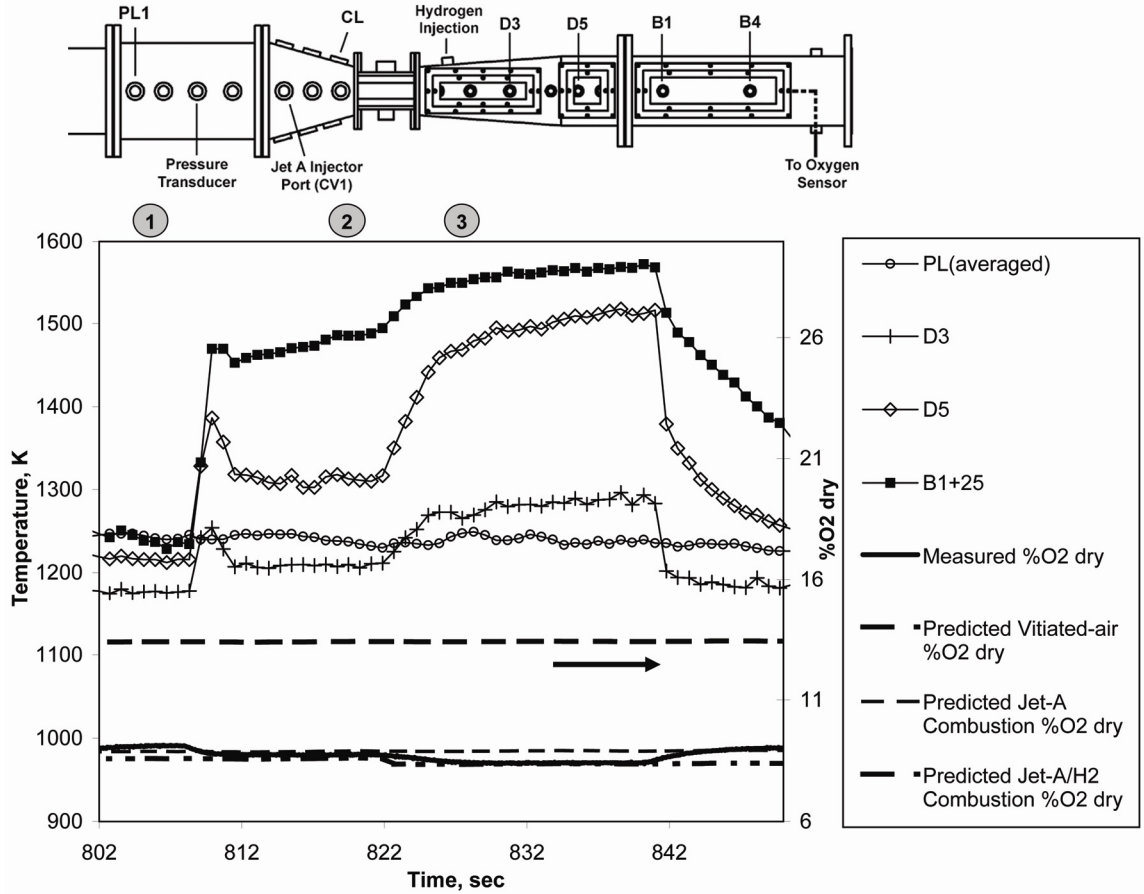 PL1
CL
Hydrogen
Injection
D3
D5
B1
B4
Pressure
Transducer
Jet A Injector
Port (CV1)
To Oxygen
Sensor
1
2
3
1600
1500
1400
1300
1200
1100
1000
900
Temperature, K
26
21
16
11
6
%O2 dry
802
812
822
832
842
Time, sec
PL(averaged)
D3
D5
B1+25
Measured %O2 dry
Predicted Vitiated-air
%O2 dry
Predicted Jet-A
Combustion %O2 dry
Predicted Jet-A/H2
Combustion %O2 dry